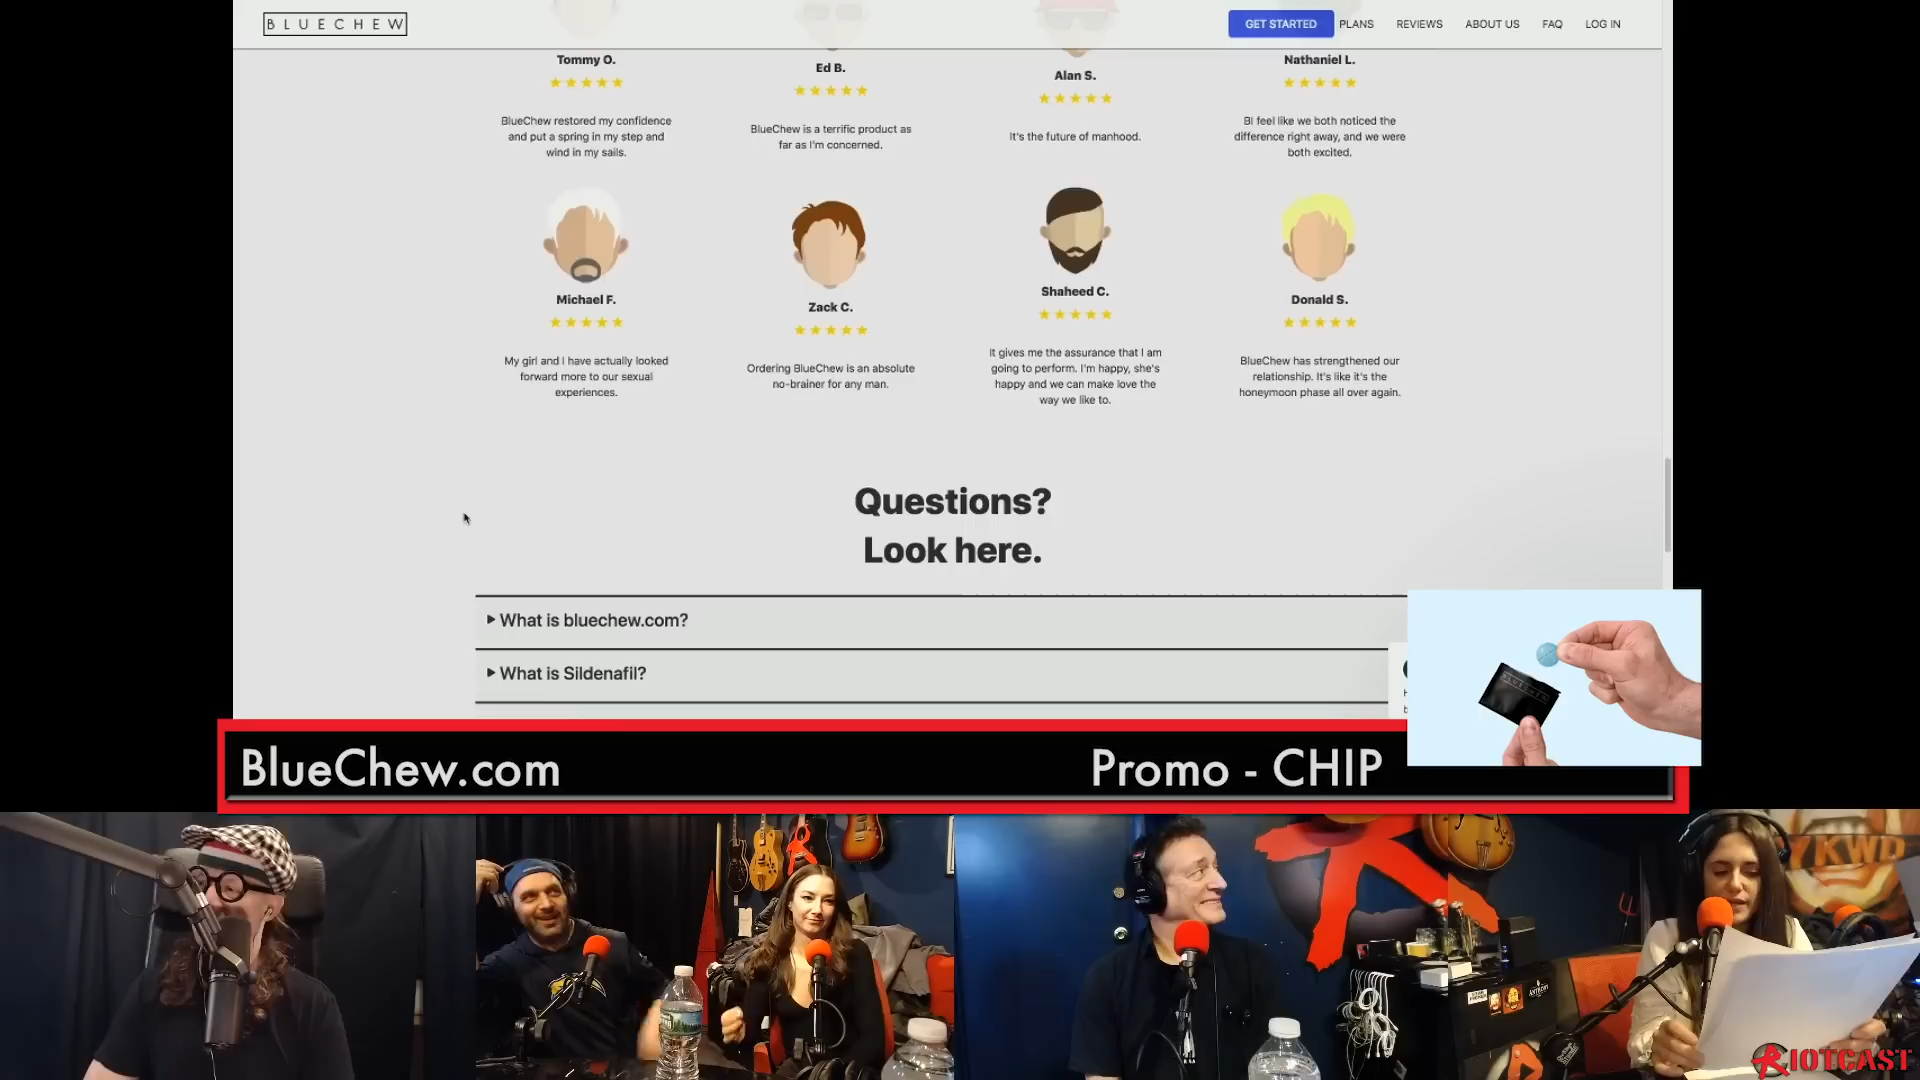 BLUECHEW
GET STARTED
PLANS
REVIEWS
ABOUT US
FAQ
LOG IN
Tommy O.
BlueChew restored my confidence
and put a spring in my step and
wind in my sails.
Ed B.
BlueChew is a terrific product as
far as I'm concerned.
Alan S.
It's the future of manhood.
Nathaniel L.
BI feel like we both noticed the
difference right away, and we were
both excited.
Michael F.
My girl and I have actually looked
forward more to our sexual
experiences.
Zack C.
Ordering BlueChew is an absolute
no-brainer for any man.
Shaheed C.
It gives me the assurance that I am
going to perform. I'm happy, she's
happy and we can make love the
way we like to.
Donald S.
BlueChew has strengthened our
relationship. It's like it's the
honeymoon phase all over again.
Questions?
Look here.
What is bluechew.com?
What is Sildenafil?
BLUECHEW
BlueChew.com
Promo - CHIP
YKWD
ANTHONY
RIOTCAST